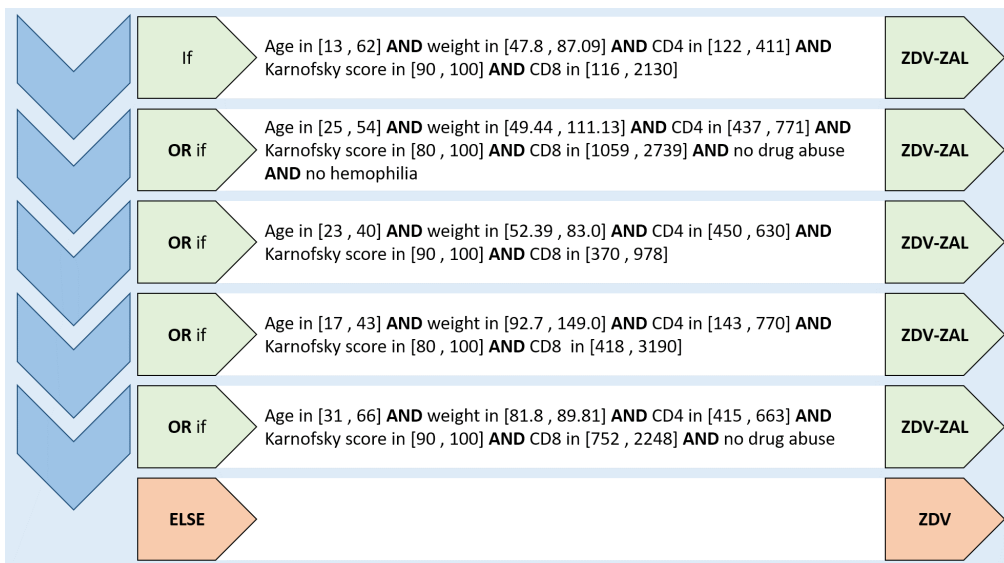 If
Age in [13 , 62] AND weight in [47.8 , 87.09] AND CD4 in [122 , 411] AND
Karnofsky score in [90 , 100] AND CD8 in [116 , 2130]
ZDV-ZAL
OR if
Age in [25 , 54] AND weight in [49.44 , 111.13] AND CD4 in [437 , 771] AND
Karnofsky score in [80 , 100] AND CD8 in [1059 , 2739] AND no drug abuse
AND no hemophilia
ZDV-ZAL
OR if
Age in [23 , 40] AND weight in [52.39 , 83.0] AND CD4 in [450 , 630] AND
Karnofsky score in [90 , 100] AND CD8 in [370 , 978]
ZDV-ZAL
OR if
Age in [17 , 43] AND weight in [92.7 , 149.0] AND CD4 in [143 , 770] AND
Karnofsky score in [80 , 100] AND CD8 in [418 , 3190]
ZDV-ZAL
OR if
Age in [31 , 66] AND weight in [81.8 , 89.81] AND CD4 in [415 , 663] AND
Karnofsky score in [90 , 100] AND CD8 in [752 , 2248] AND no drug abuse
ZDV-ZAL
ELSE
ZDV